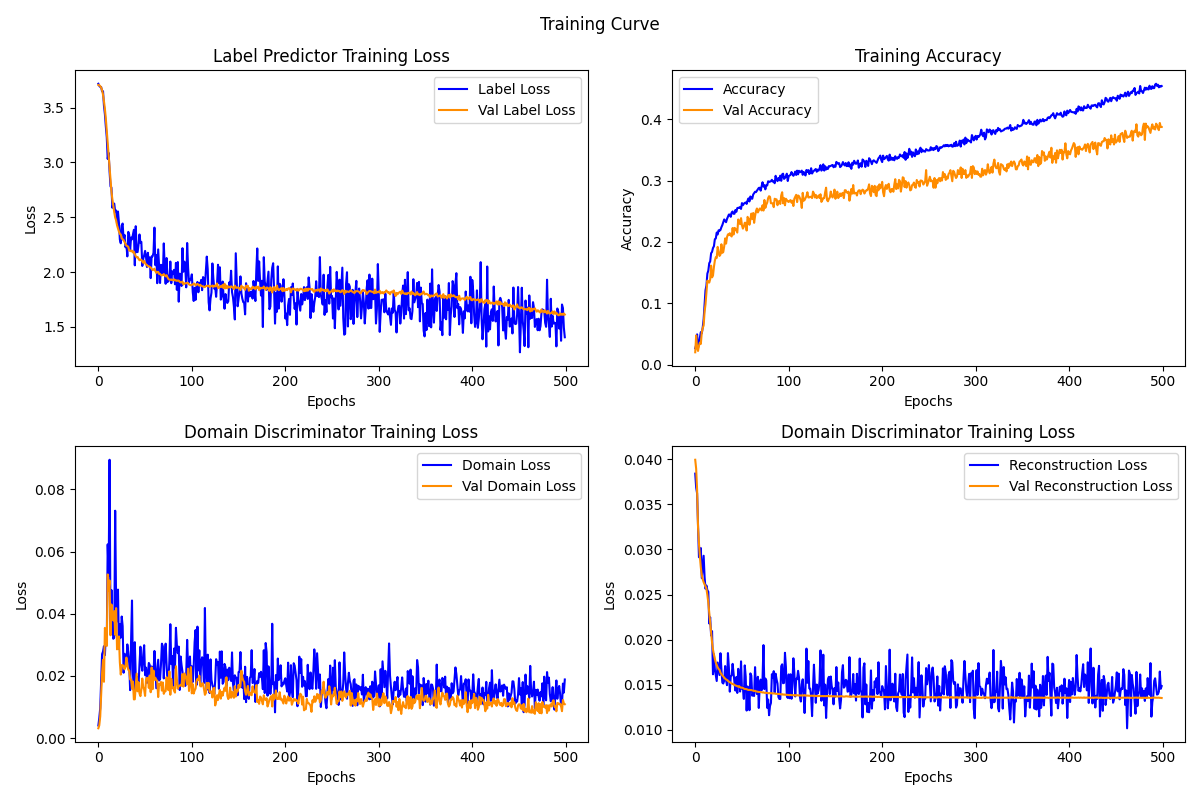 Training Curve
Label Predictor Training Loss
Label Loss
Val Label Loss
Loss
3.5
3.0
2.5
2.0
1.5
0
100
200
300
400
500
Epochs
Training Accuracy
Accuracy
Val Accuracy
Accuracy
0.4
0.3
0.2
0.1
0.0
0
100
200
300
400
500
Epochs
Domain Discriminator Training Loss
Domain Loss
Val Domain Loss
Loss
0.08
0.06
0.04
0.02
0.00
0
100
200
300
400
500
Epochs
Domain Discriminator Training Loss
Reconstruction Loss
Val Reconstruction Loss
Loss
0.040
0.035
0.030
0.025
0.020
0.015
0.010
0
100
200
300
400
500
Epochs